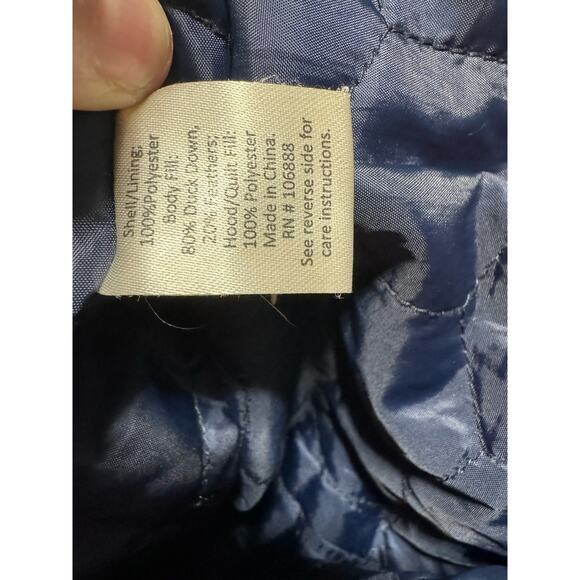 Shell/Lining:
100%Polyester
Body Fill:
80% Duck Down,
20% Feathers;
Hood/Quilt Fill:
100% Polyester
Made in China.
RN # 106888
See reverse side for
care instructions.